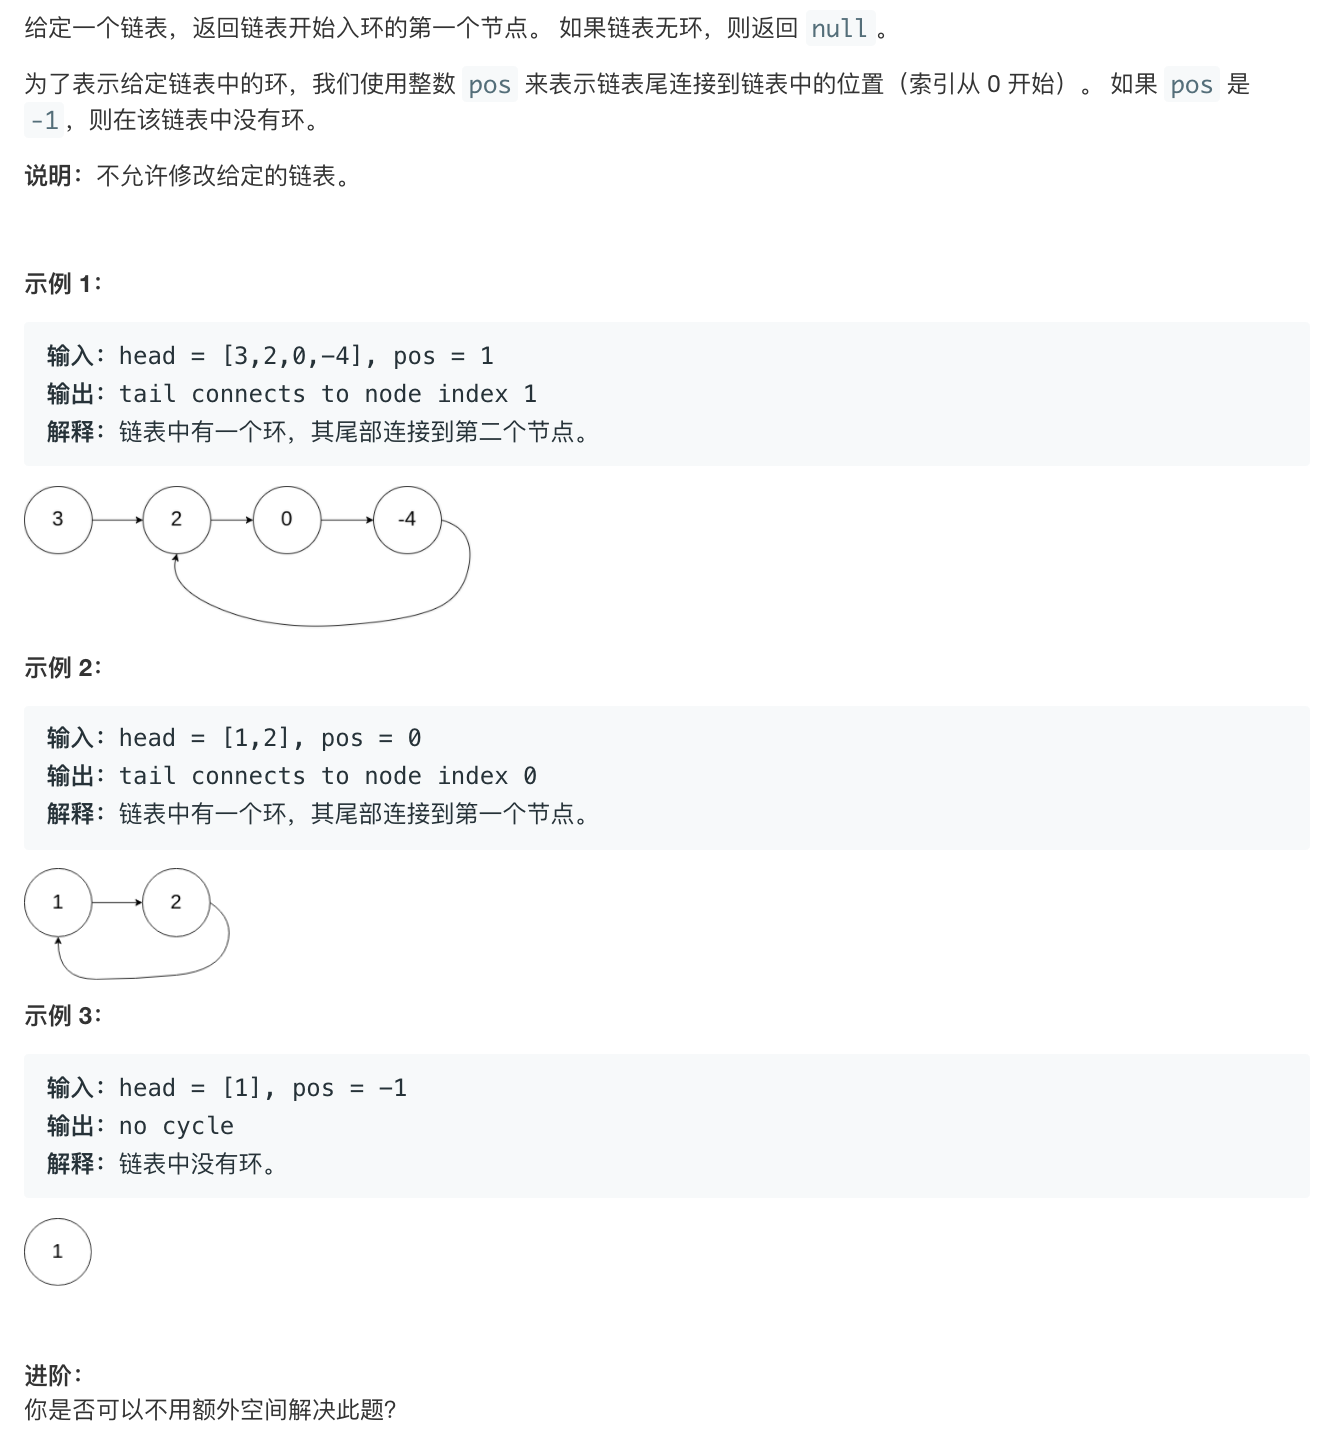 给定一个链表，返回链表开始入环的第一个节点。 如果链表无环，则返回 null 。
为了表示给定链表中的环，我们使用整数 pos 来表示链表尾连接到链表中的位置（索引从 0 开始）。 如果 pos 是
-1，则在该链表中没有环。
说明：不允许修改给定的链表。
示例 1：
输入：head = [3,2,0,-4], pos = 1
输出：tail connects to node index 1
解释：链表中有一个环，其尾部连接到第二个节点。
3 2 0 -4
示例 2：
输入：head = [1,2], pos = 0
输出：tail connects to node index 0
解释：链表中有一个环，其尾部连接到第一个节点。
1 2
示例 3：
输入：head = [1], pos = -1
输出：no cycle
解释：链表中没有环。
1
进阶：
你是否可以不用额外空间解决此题？